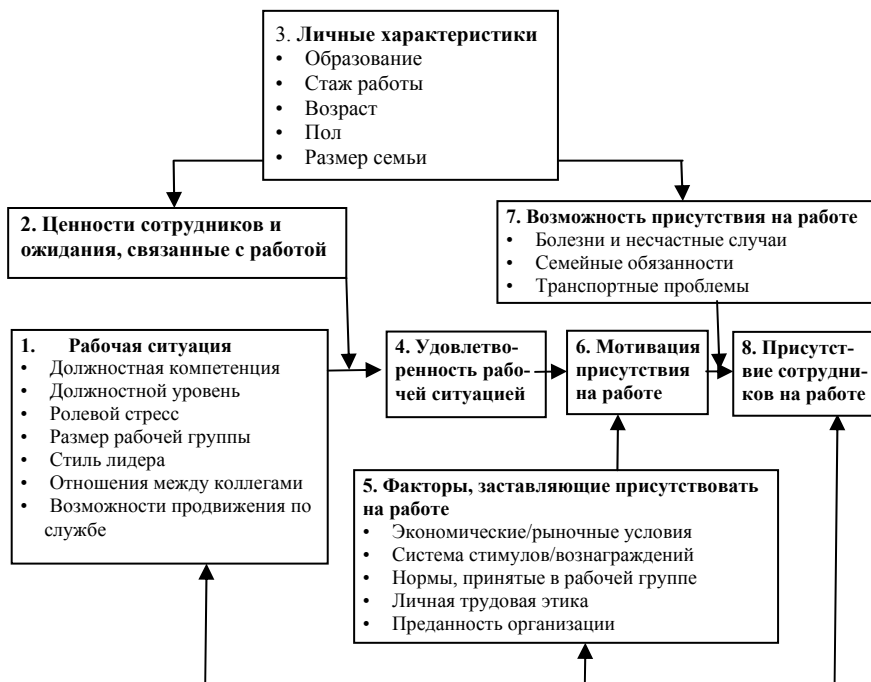 3. Личные характеристики
• Образование
• Стаж работы
• Возраст
• Пол
• Размер семьи
2. Ценности сотрудников и
ожидания, связанные с работой
7. Возможность присутствия на работе
• Болезни и несчастные случаи
• Семейные обязанности
• Транспортные проблемы
1. Рабочая ситуация
• Должностная компетенция
• Должностной уровень
• Ролевой стресс
• Размер рабочей группы
• Стиль лидера
• Отношения между коллегами
• Возможности продвижения по
службе
4. Удовлетво-
ренность рабо-
чей ситуацией
6. Мотивация
присутствия
на работе
8. Присутст-
вие сотрудни-
ков на работе
5. Факторы, заставляющие присутствовать
на работе
• Экономические/рыночные условия
• Система стимулов/вознаграждений
• Нормы, принятые в рабочей группе
• Личная трудовая этика
• Преданность организации